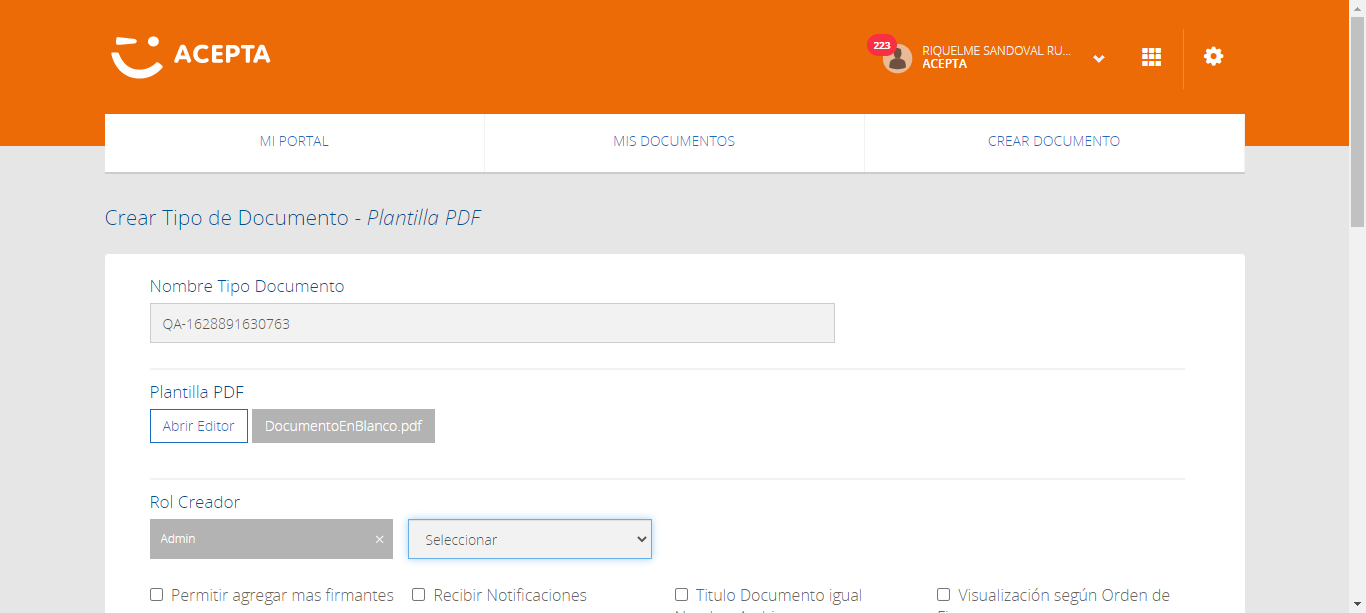 ACEPTA
223
RIQUELME SANDOVAL RU...
ACEPTA
MI PORTAL
MIS DOCUMENTOS
CREAR DOCUMENTO
Crear Tipo de Documento - Plantilla PDF
Nombre Tipo Documento
QA-1628891630763
Plantilla PDF
Abrir Editor
DocumentoEnBlanco.pdf
Rol Creador
Admin ×
Seleccionar
Permitir agregar mas firmantes
Recibir Notificaciones
Titulo Documento igual
Visualización según Orden de